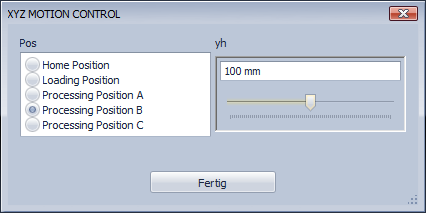 XYZ MOTION CONTROL
Pos
Home Position
Loading Position
Processing Position A
Processing Position B
Processing Position C
yh
100 mm
Fertig